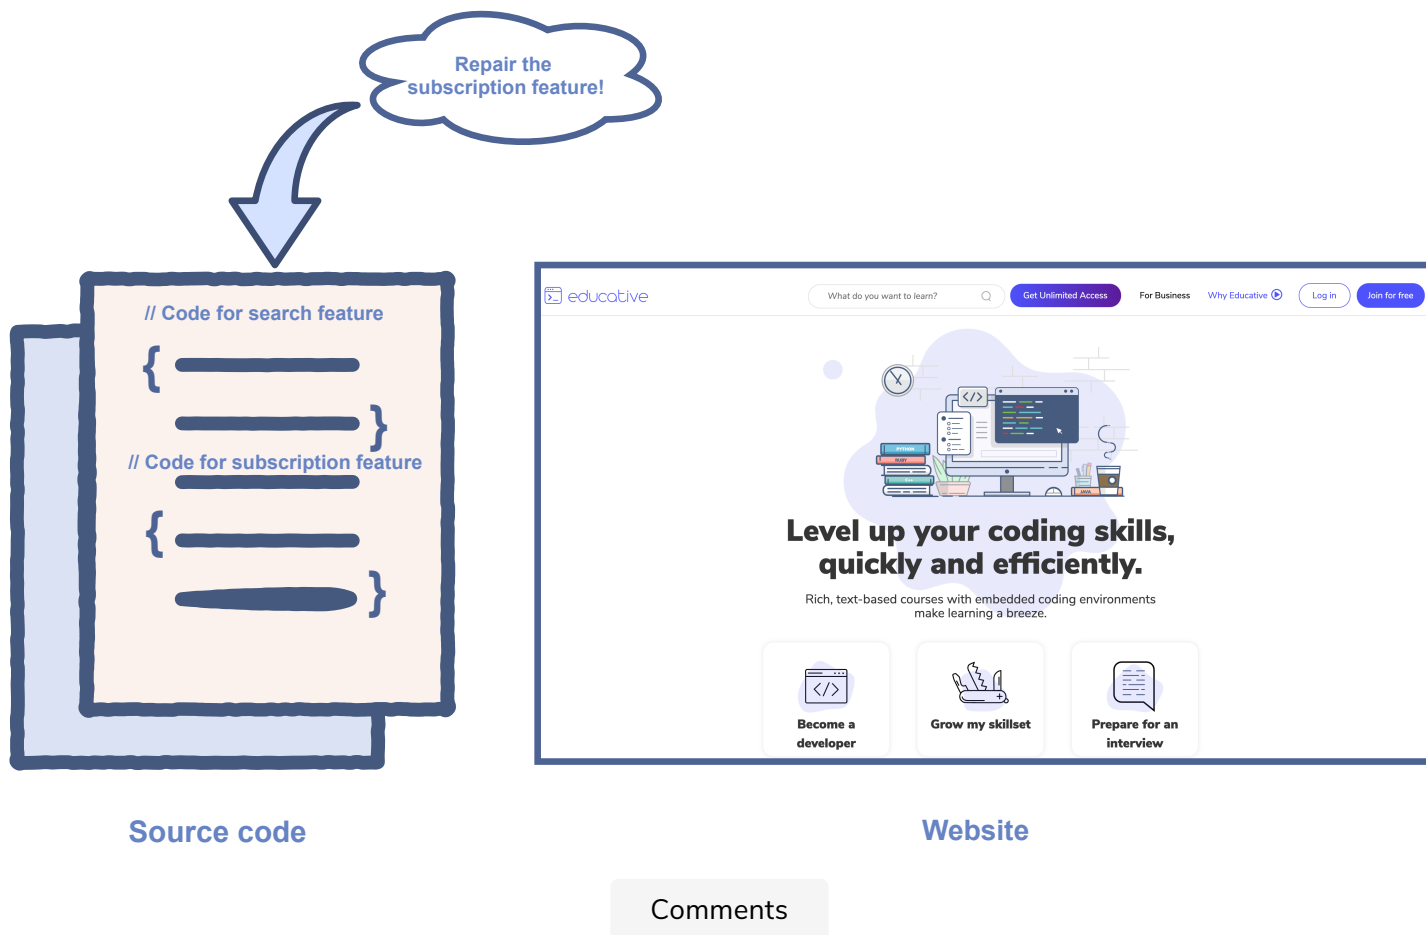 Repair the
subscription feature!
// Code for search feature
{
}
// Code for subscription feature
{
}
educative
What do you want to learn?
Get Unlimited Access
For Business
Why Educative
Log in
Join for free
</>
PYTHON
RUBY
JAVA
Level up your coding skills,
quickly and efficiently.
Rich, text-based courses with embedded coding environments
make learning a breeze.
</>
Become a
developer
Grow my skillset
Prepare for an
interview
Source code
Website
Comments